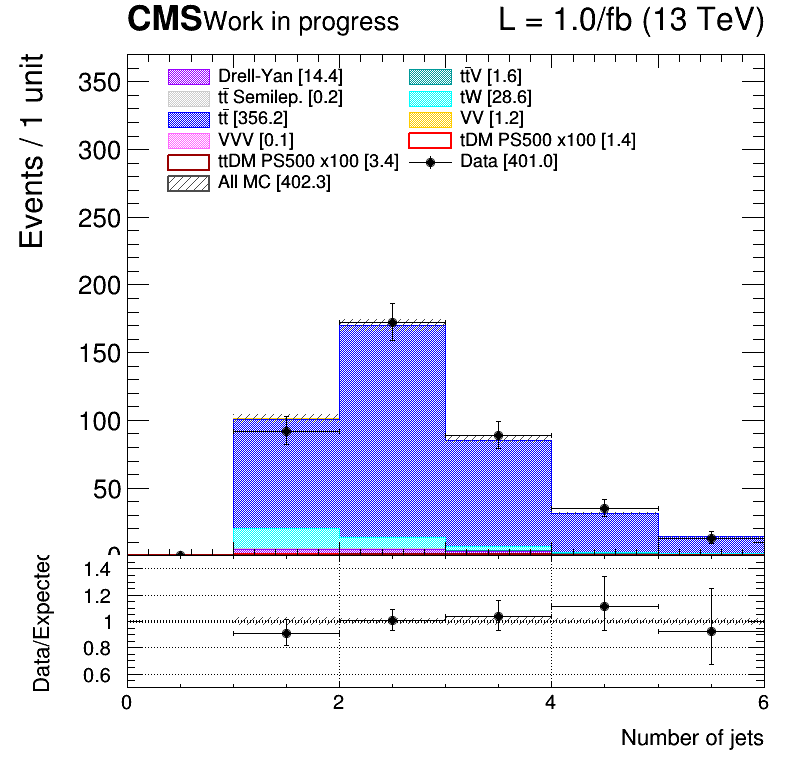 CMS Work in progress L = 1.0/fb (13 TeV)
Events / 1 unit
350
300
250
200
150
100
50
0
Drell-Yan [14.4]
tt̄V [1.6]
tt̄ Semilep. [0.2]
tW [28.6]
tt̄ [356.2]
VV [1.2]
VVV [0.1]
tDM PS500 x100 [1.4]
ttDM PS500 x100 [3.4]
Data [401.0]
All MC [402.3]
Data/Expected
1.4
1.2
1
0.8
0.6
0 2 4 6
Number of jets